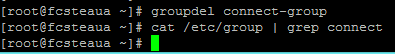 [root@fcsteaua ~]# groupdel connect-group
[root@fcsteaua ~]# cat /etc/group | grep connect
[root@fcsteaua ~]#